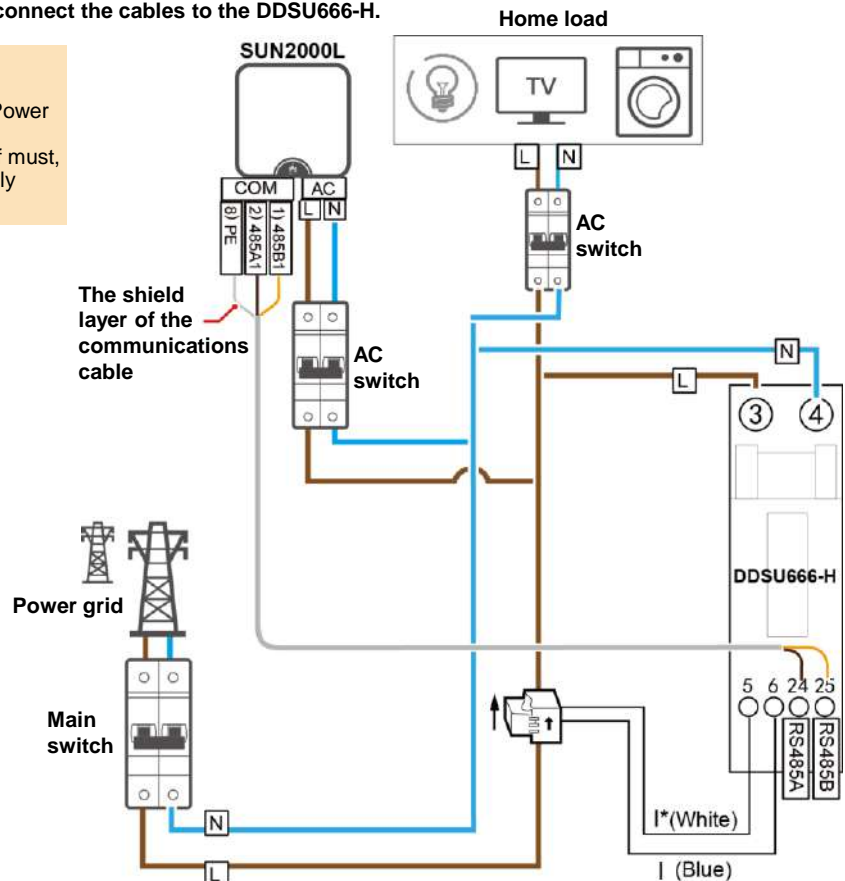 connect the cables to the DDSU666-H.
Power
must,
ly
Home load
SUN2000L
TV
COM
AC
L
N
8) PE
2) 485A1
1) 485B1
L
N
AC
switch
The shield
layer of the
communications
cable
AC
switch
N
L
3
4
DDSU666-H
Power grid
Main
switch
5
6
24
25
RS485A
RS485B
N
L
I*(White)
I (Blue)